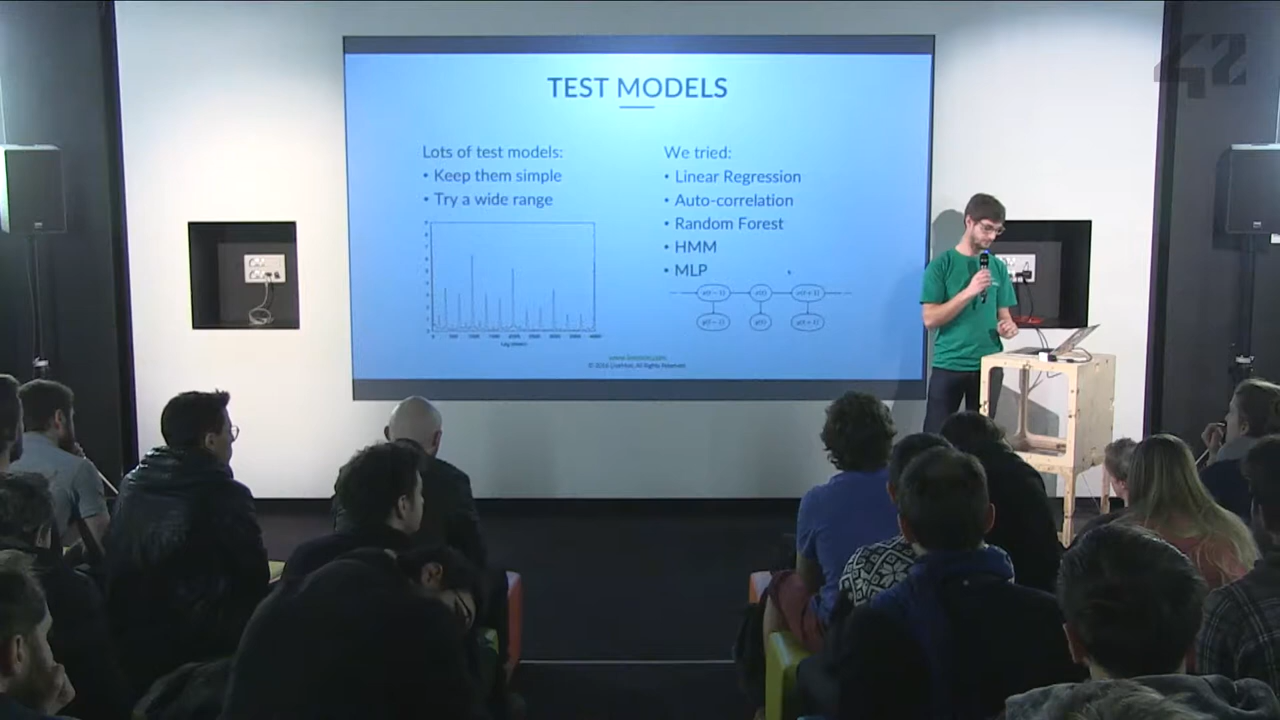 TEST MODELS
Lots of test models:
• Keep them simple
• Try a wide range
We tried:
• Linear Regression
• Auto-correlation
• Random Forest
• HMM
• MLP
42